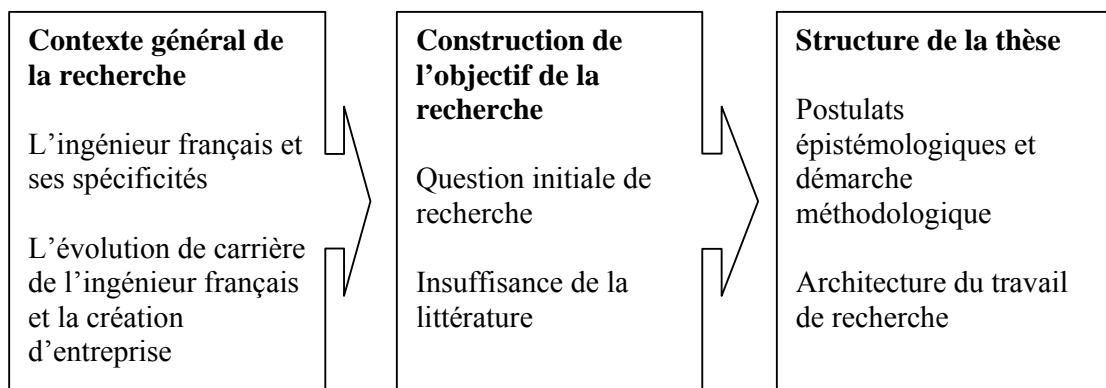 Contexte général de
la recherche
L’ingénieur français et
ses spécificités
L’évolution de carrière
de l’ingénieur français
et la création
d’entreprise
Construction de
l’objectif de la
recherche
Question initiale de
recherche
Insuffisance de la
littérature
Structure de la thèse
Postulats
épistémologiques et
démarche
méthodologique
Architecture du travail
de recherche